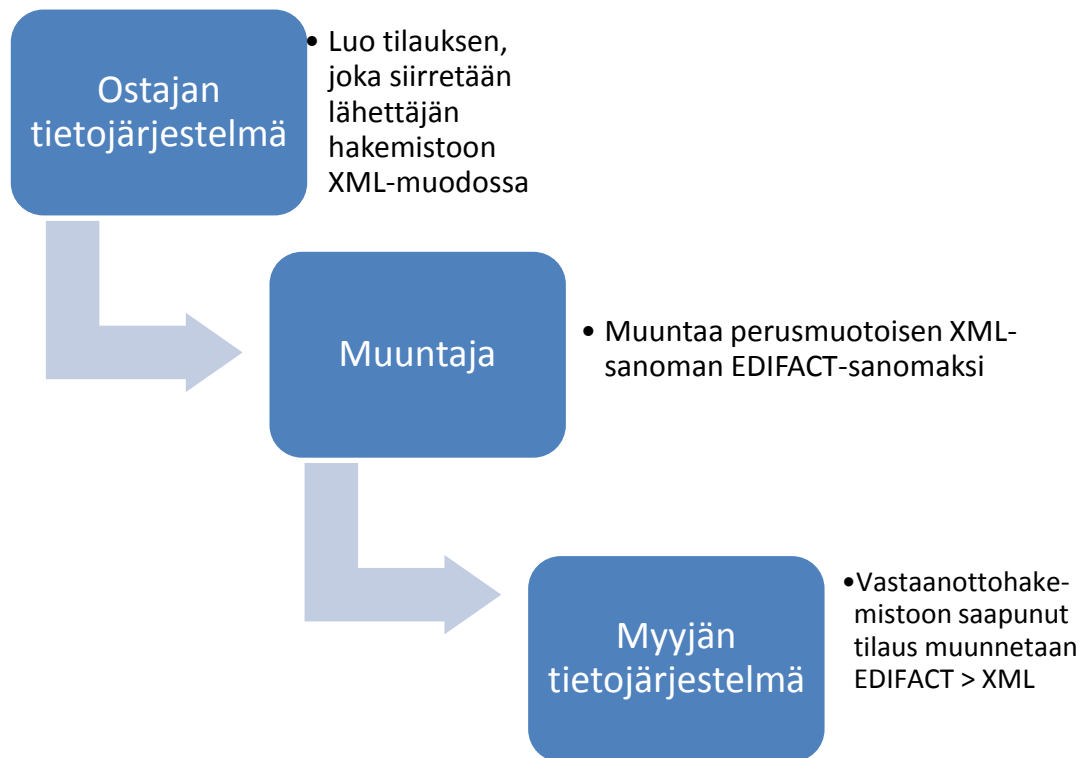 Ostajan
tietojärjestelmä
• Luo tilauksen,
joka siirretään
lähettäjän
hakemistoon
XML-muodossa
Muuntaja
• Muuntaa perusmuotoisen XML-
sanoman EDIFACT-sanomaksi
Myyjän
tietojärjestelmä
•Vastaanottohake-
mistoon saapunut
tilaus muunnetaan
EDIFACT > XML